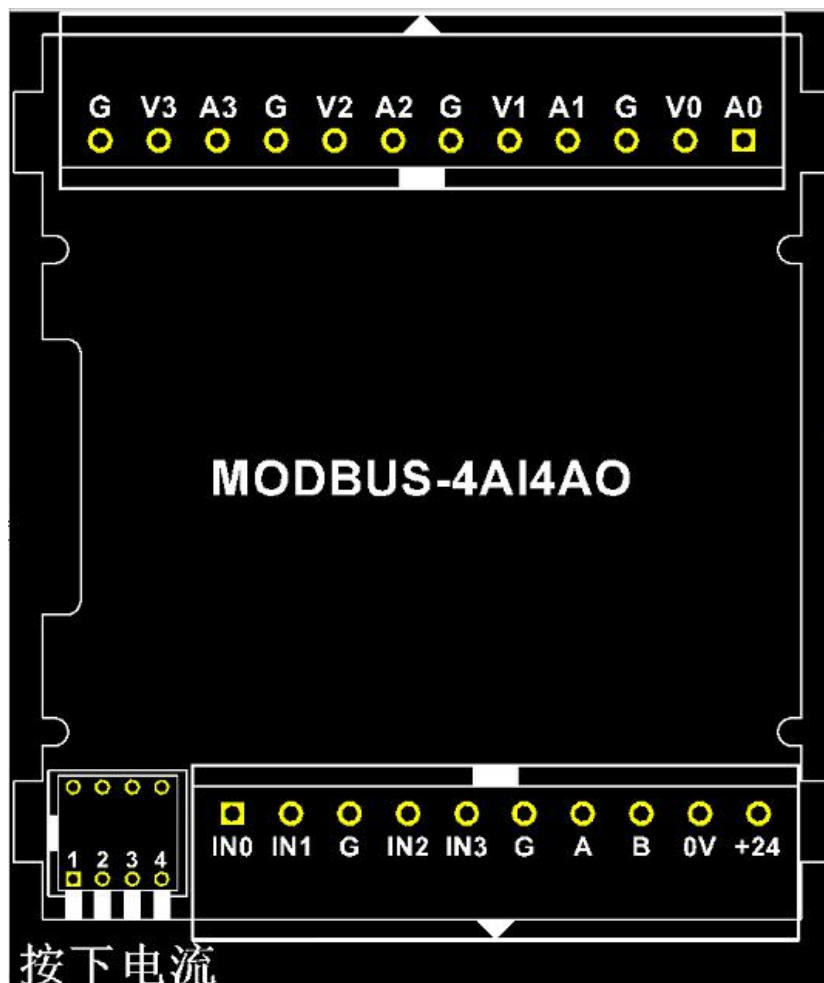 G V3 A3 G V2 A2 G V1 A1 G V0 A0
MODBUS-4AI4AO
1 2 3 4
IN0 IN1 G IN2 IN3 G A B 0V +24
按下电流